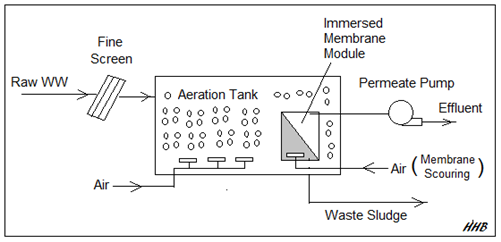 Immersed
Membrane
Module
Fine
Screen
Raw WW
Aeration Tank
Permeate Pump
Effluent
Air
Air (Membrane
Scouring)
Waste Sludge
HHB